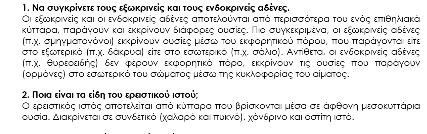 1. Να συγκρίνετε τους εξωκρινείς και τους ενδοκρινείς αδένες.
Οι εξωκρινείς και οι ενδοκρινείς αδένες αποτελούνται από περισσότερα του ενός επιθηλιακά
κύτταρα, παράγουν και εκκρίνουν διάφορες ουσίες. Πιο συγκεκριμένα, οι εξωκρινείς αδένες
(π.χ. σμηγματογόνοι) εκκρίνουν ουσίες μέσω του εκφορητικού πόρου, που παράγονται είτε
στο εξωτερικό (π.χ. δάκρυα) είτε στο εσωτερικό (π.χ. σάλιο). Αντίθετα, οι ενδοκρινείς αδένες
(π.χ. θυρεοειδής) δεν φέρουν εκφορητικό πόρο, εκκρίνουν τις ουσίες που παράγουν
(ορμόνες) στο εσωτερικό του σώματος μέσω της κυκλοφορίας του αίματος.
2. Ποια είναι τα είδη του ερειστικού ιστού;
Ο ερειστικός ιστός αποτελείται από κύτταρα που βρίσκονται μέσα σε άφθονη μεσοκυττάρια
ουσία. Διακρίνεται σε συνδετικό (χαλαρό και πυκνό), χόνδρινο και οστίτη ιστό.